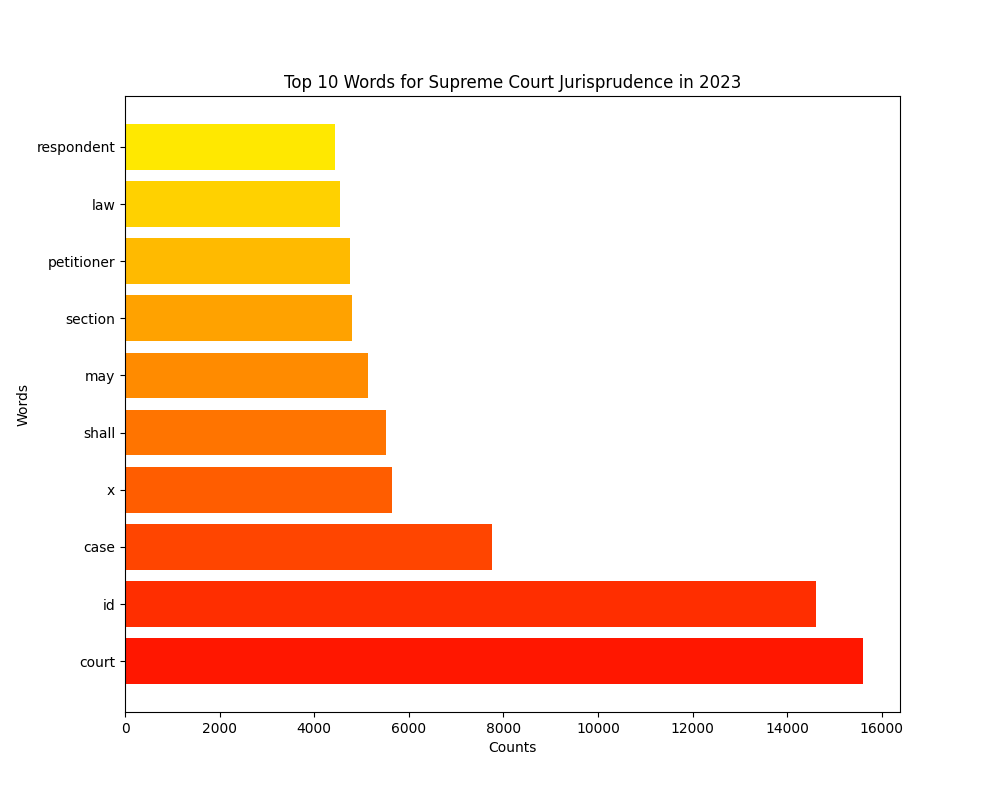 Top 10 Words for Supreme Court Jurisprudence in 2023
respondent
law
petitioner
section
may
shall
x
case
id
court
Words
0 2000 4000 6000 8000 10000 12000 14000 16000
Counts